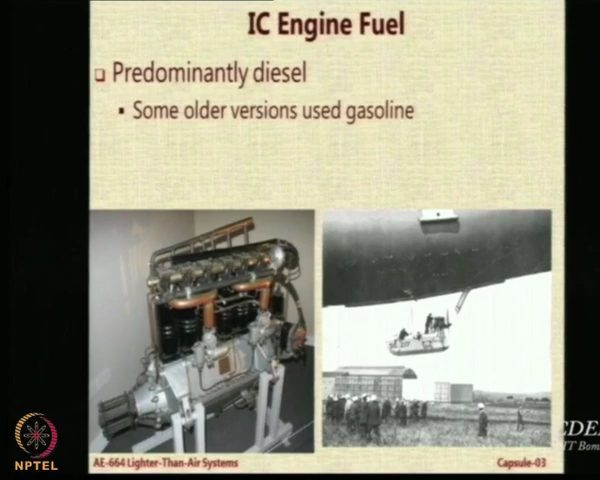 IC Engine Fuel
Predominantly diesel
Some older versions used gasoline
NPTEL
AE-664 Lighter-Than-Air Systems
Capsule-03